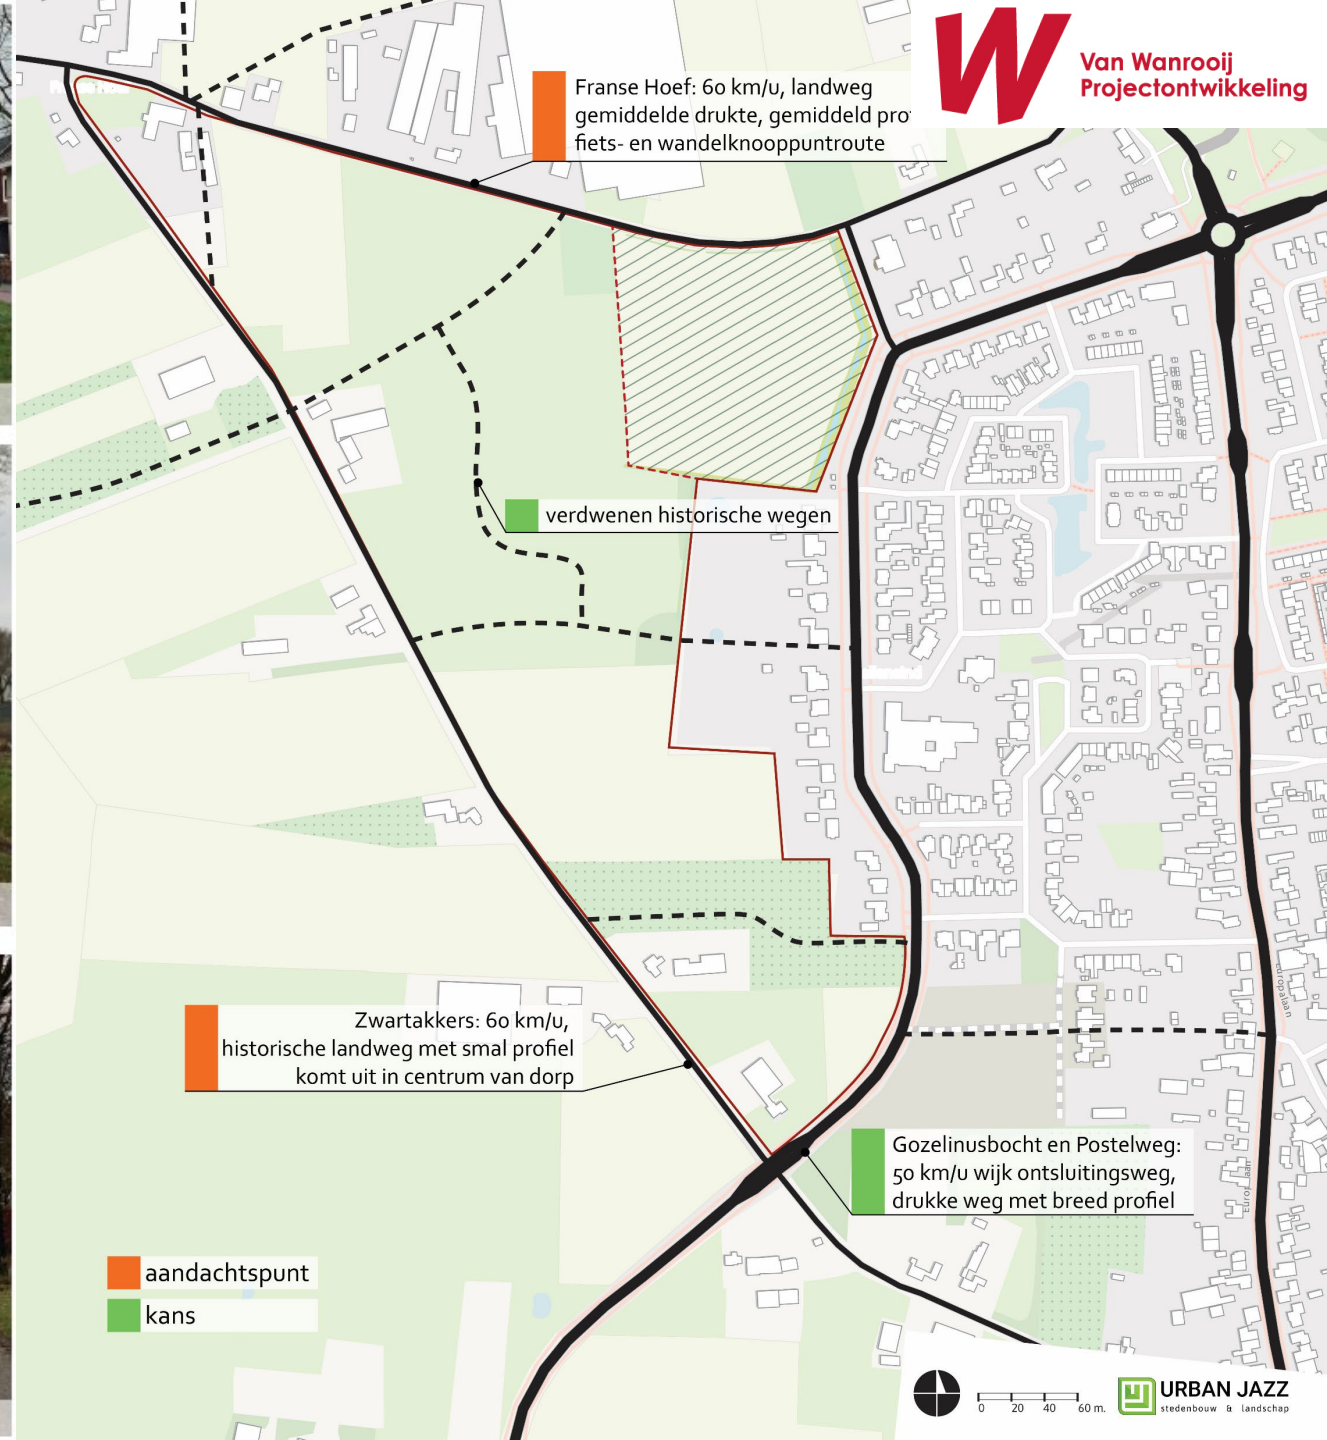 Van Wanrooij
Projectontwikkeling
Franse Hoef: 60 km/u, landweg
gemiddelde drukte, gemiddeld pro
fiets- en wandelknooppuntroute
verdwenen historische wegen
Zwartakkers: 60 km/u,
historische landweg met smal profiel
komt uit in centrum van dorp
Europalaan
Gozelinusbocht en Postelweg:
50 km/u wijk ontsluitingsweg,
drukke weg met breed profiel
aandachtspunt
kans
0 20 40 60 m.
URBAN JAZZ
stedenbouw & landschap